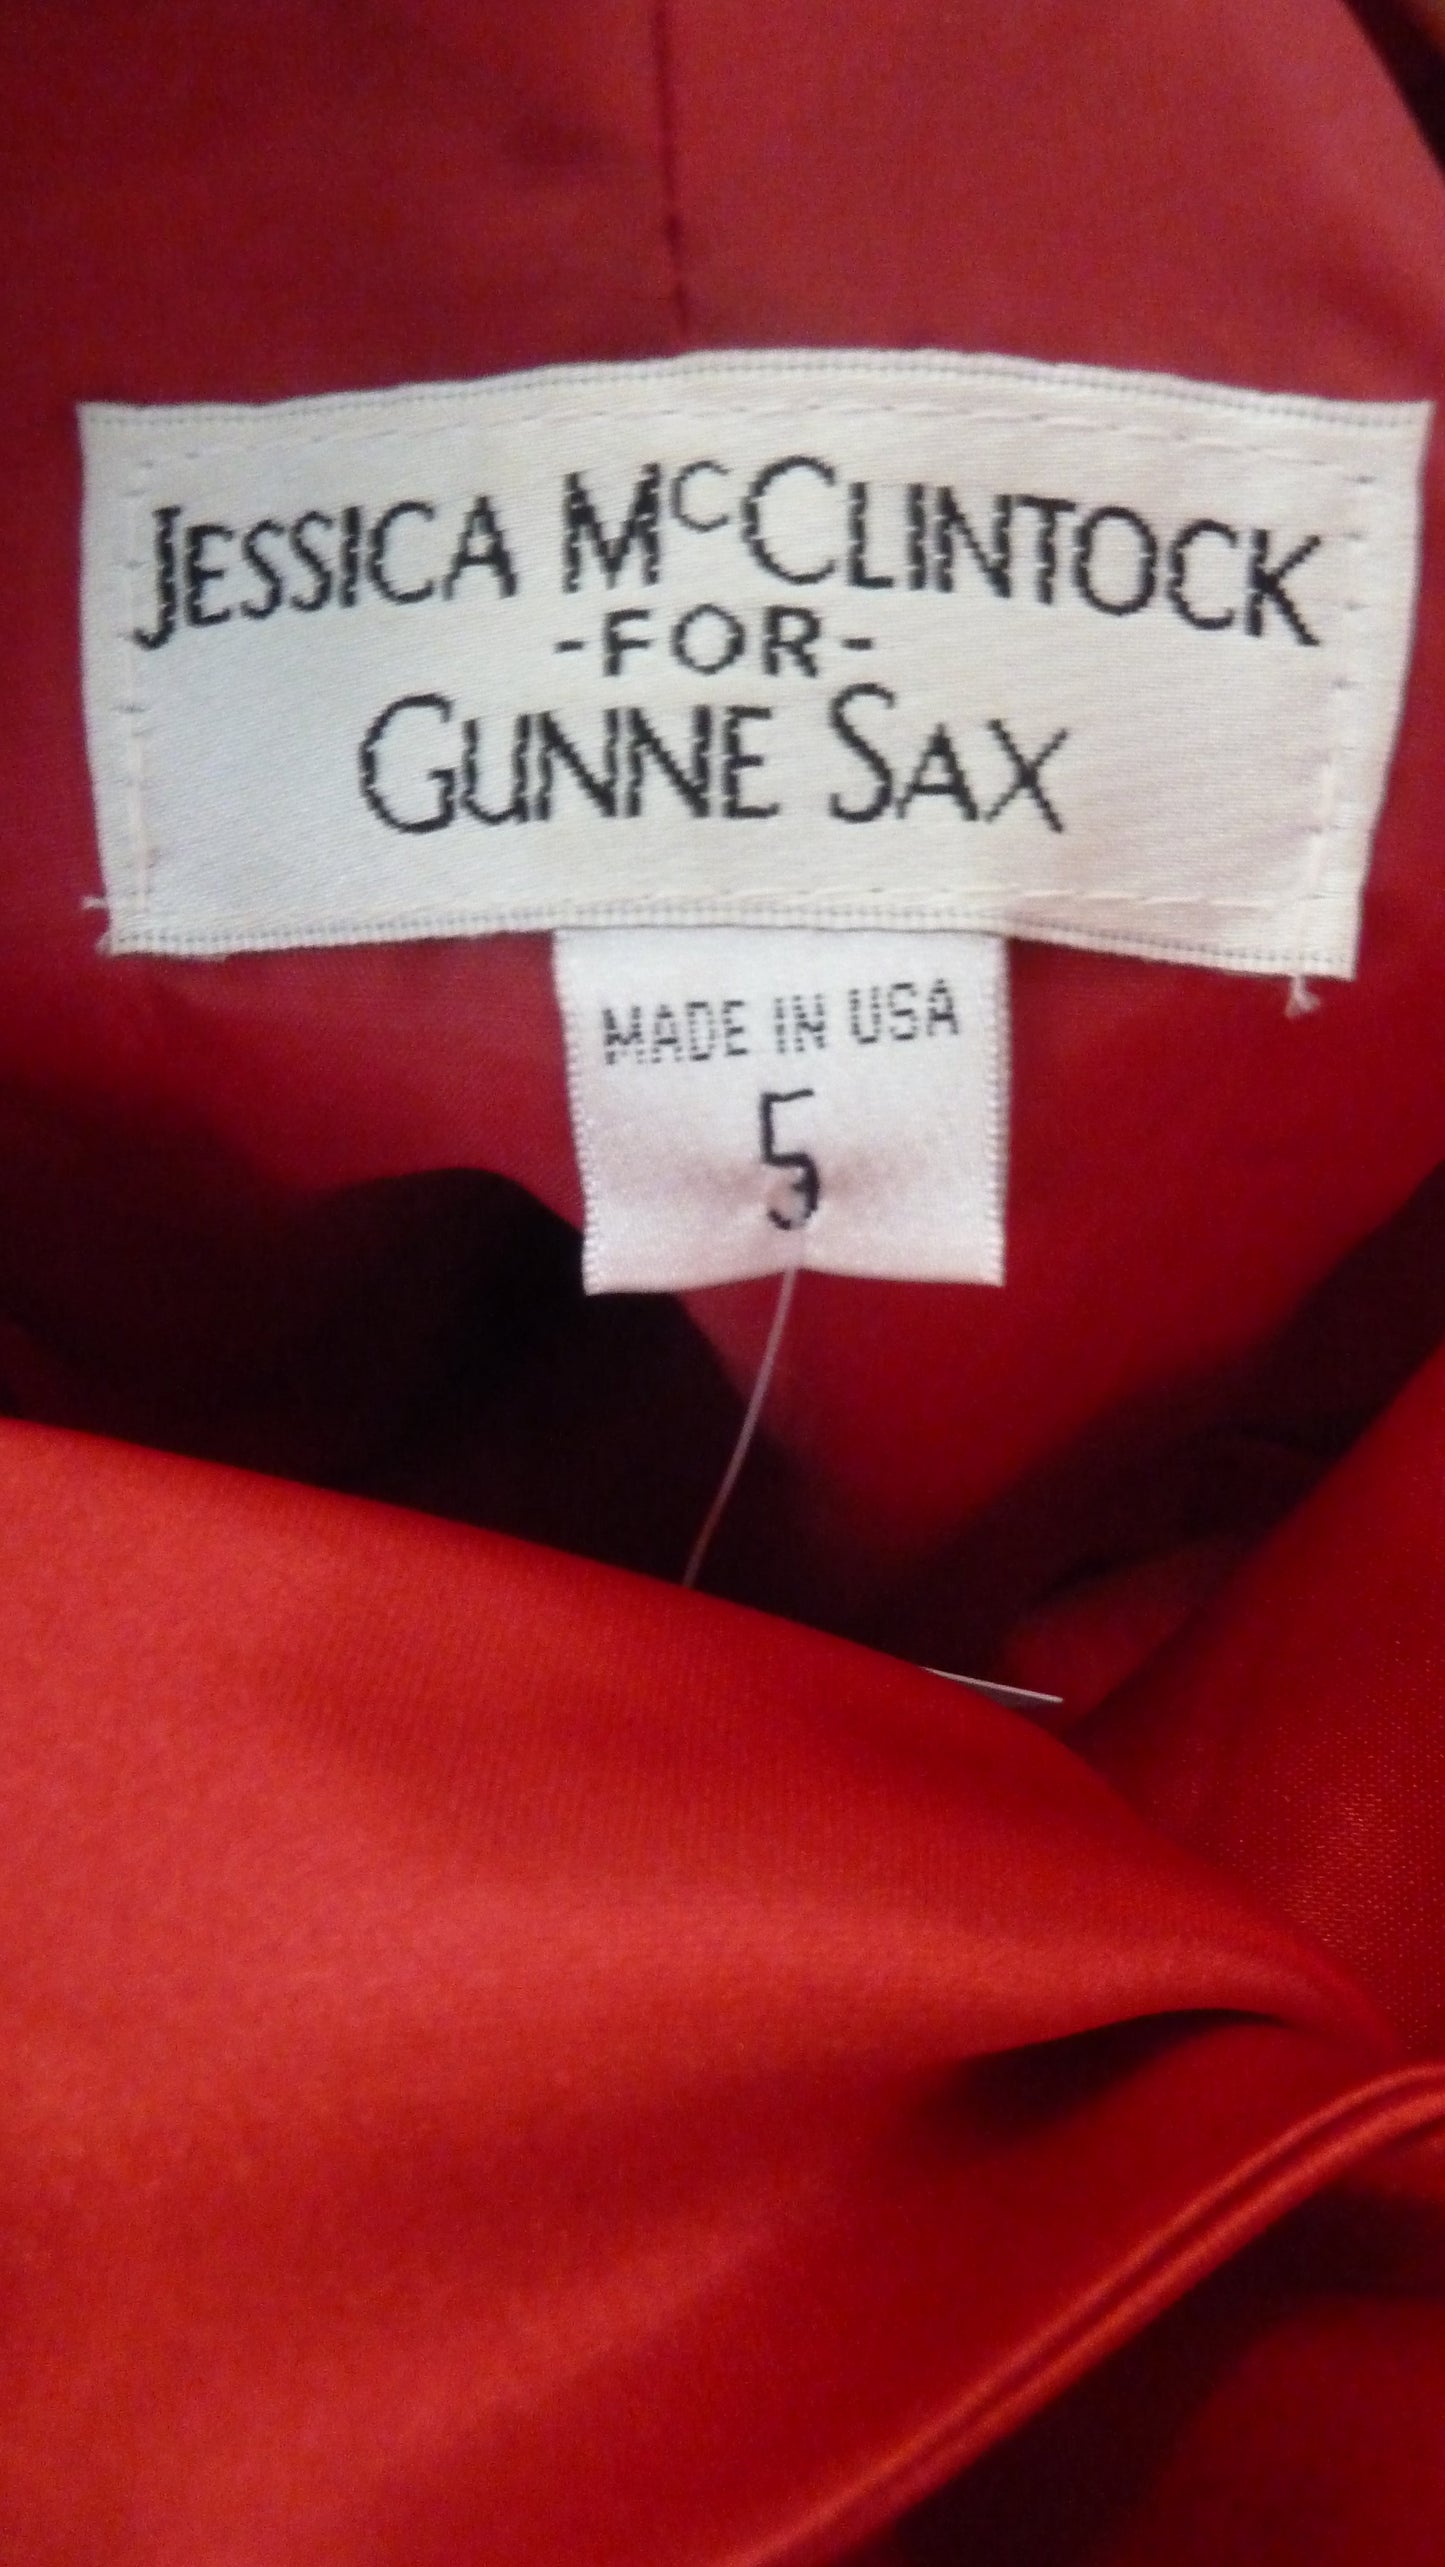 JESSICA McCLINTOCK
-FOR-
GUNNE SAX
MADE IN USA
5